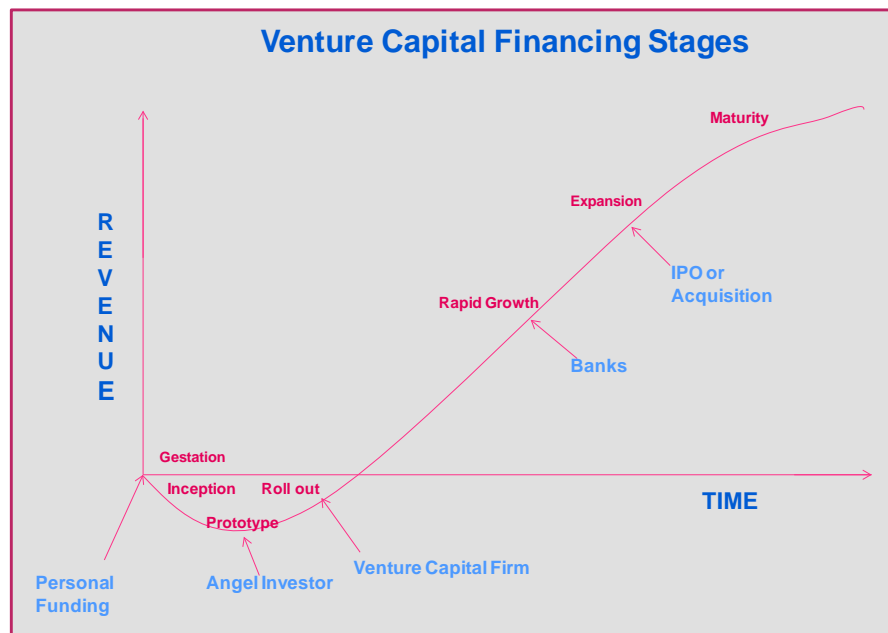 Venture Capital Financing Stages
Maturity
Expansion
REVENUE
IPO or
Acquisition
Rapid Growth
Banks
Gestation
Inception
Roll out
TIME
Prototype
Venture Capital Firm
Personal
Funding
Angel Investor